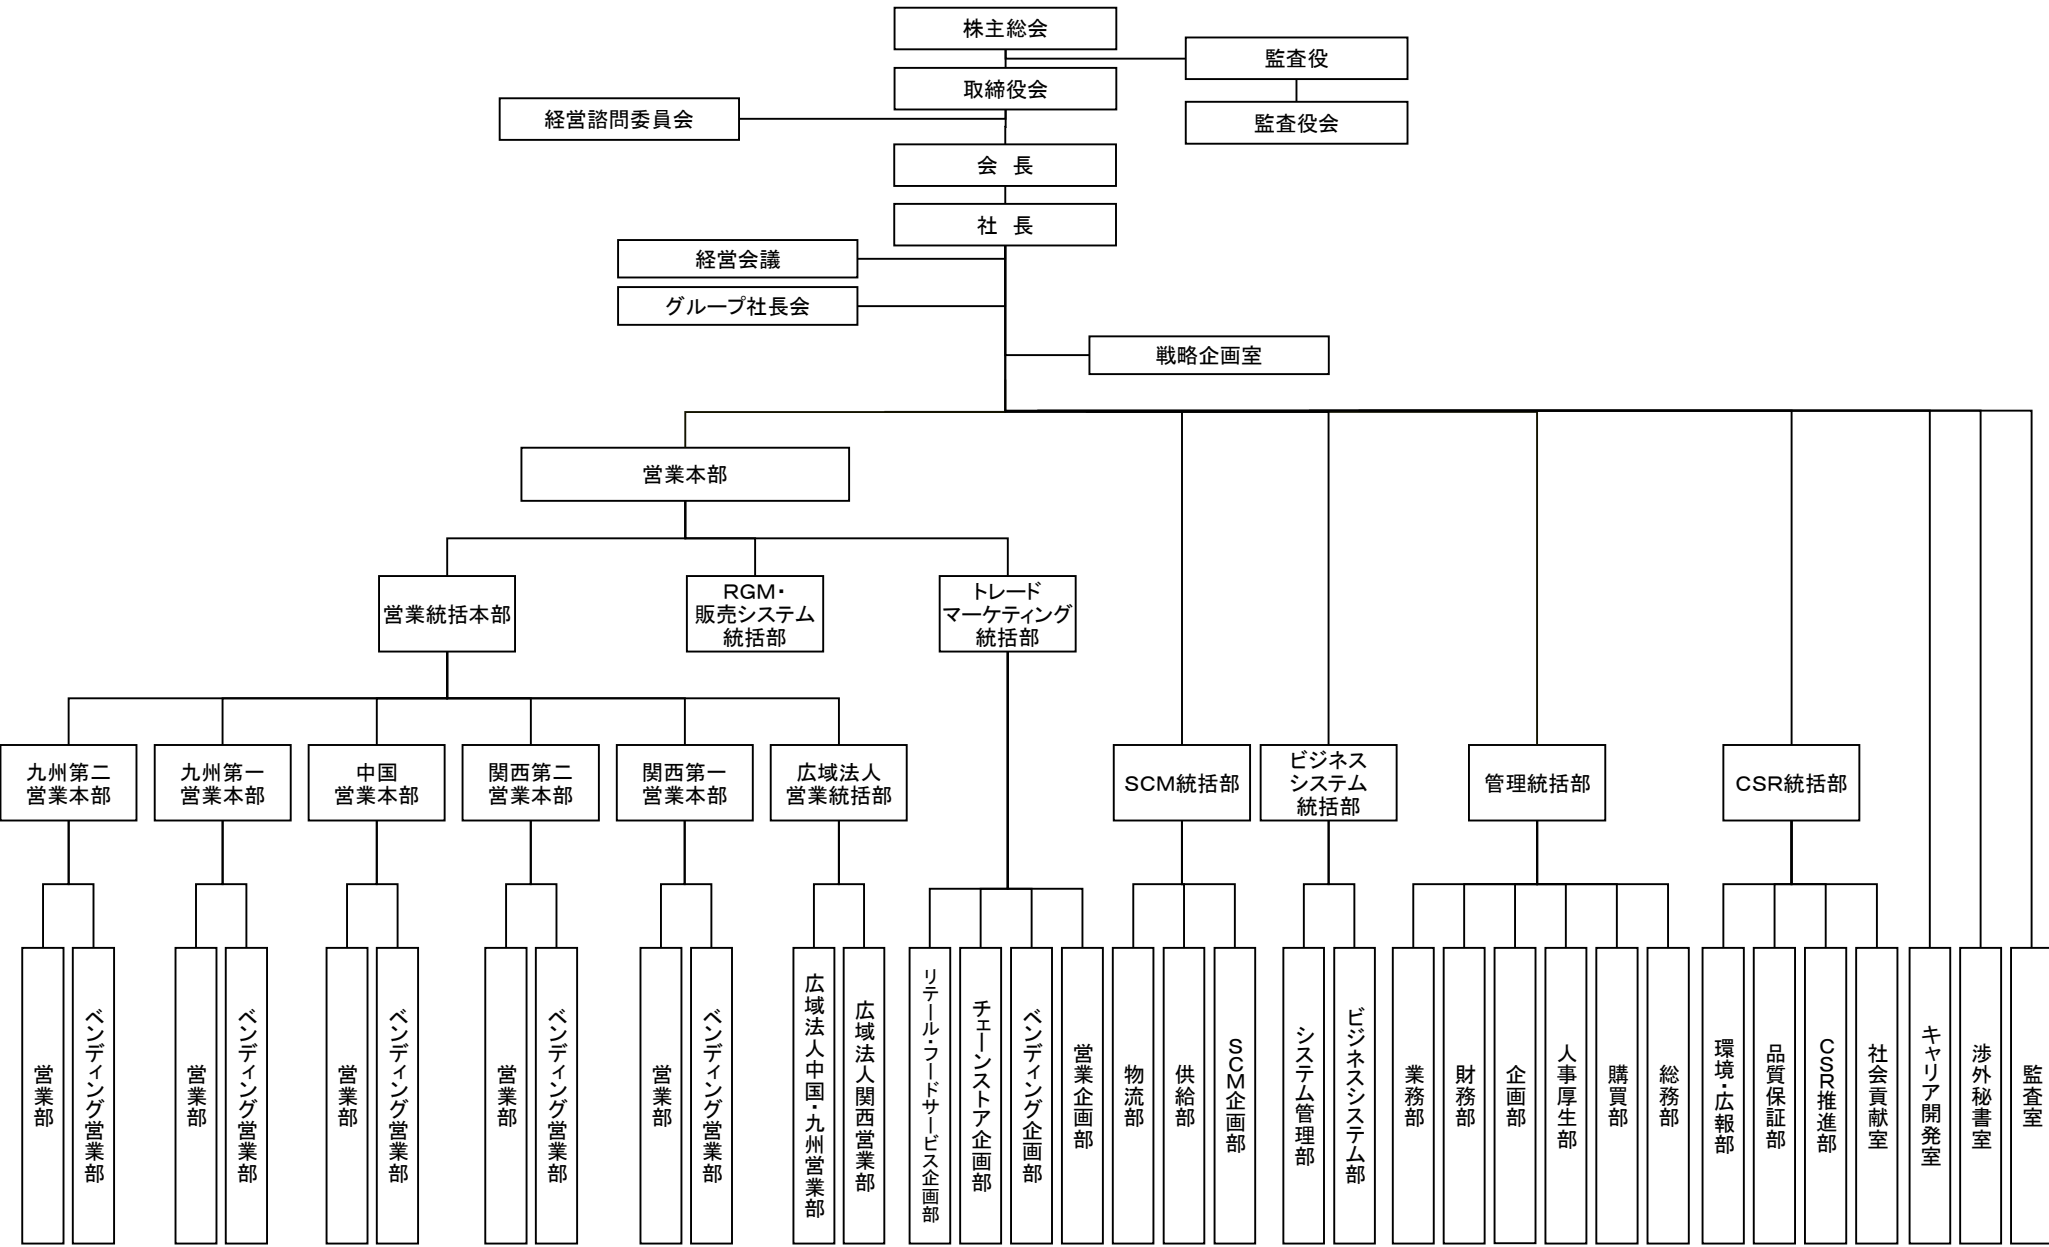 株主総会
監査役
取締役会
経営諮問委員会
監査役会
会　長
社　長
経営会議
グループ社長会
戦略企画室
営業本部
営業統括本部
RGM・
販売システム
統括部
トレード
マーケティング
統括部
九州第二
営業本部
九州第一
営業本部
中国
営業本部
関西第二
営業本部
関西第一
営業本部
広域法人
営業統括部
SCM統括部
ビジネス
システム
統括部
管理統括部
CSR統括部
営業部
ベンディング営業部
営業部
ベンディング営業部
営業部
ベンディング営業部
営業部
ベンディング営業部
営業部
ベンディング営業部
広域法人中国・九州営業部
広域法人関西営業部
リテール・フードサービス企画部
チェーンストア企画部
ベンディング企画部
営業企画部
物流部
供給部
SCM企画部
システム管理部
ビジネスシステム部
業務部
財務部
企画部
人事厚生部
購買部
総務部
環境・広報部
品質保証部
CSR推進部
社会貢献室
キャリア開発室
渉外秘書室
監査室